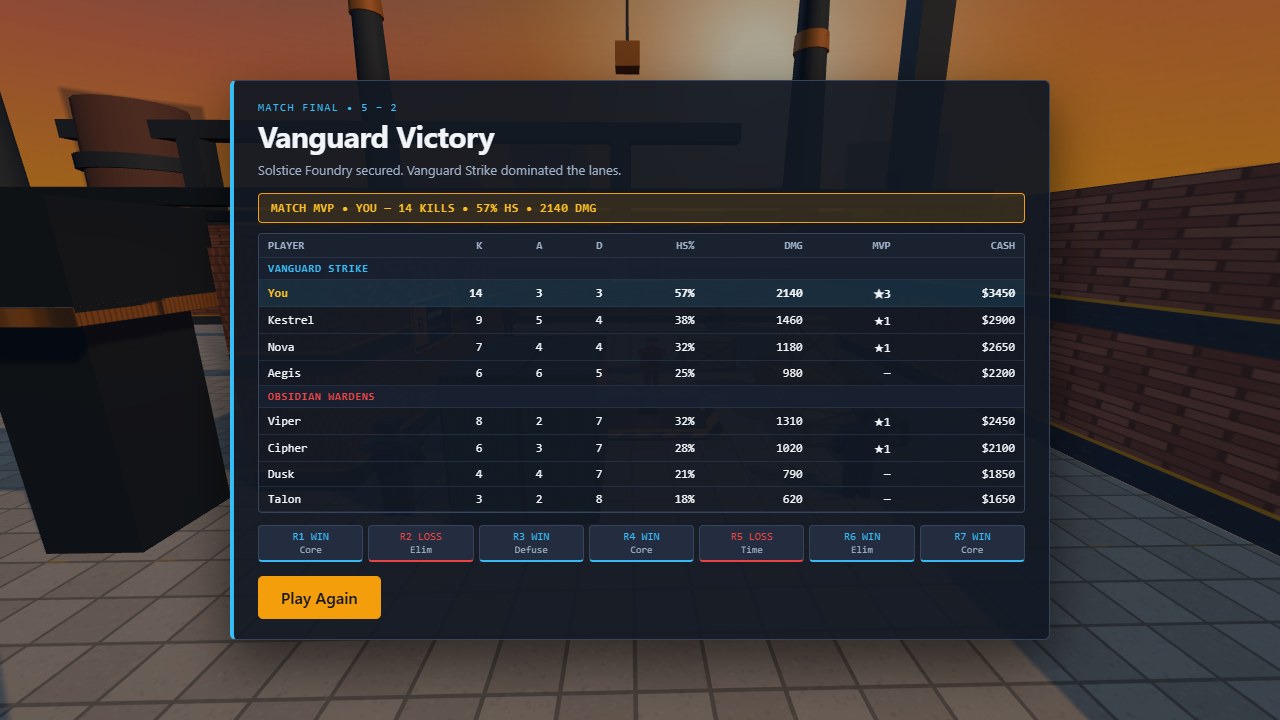 MATCH FINAL • 5 – 2
Vanguard Victory
Solstice Foundry secured. Vanguard Strike dominated the lanes.
MATCH MVP • YOU — 14 KILLS • 57% HS • 2140 DMG
PLAYER K A D HS% DMG MVP CASH
VANGUARD STRIKE
You 14 3 3 57% 2140 ★3 $3450
Kestrel 9 5 4 38% 1460 ★1 $2900
Nova 7 4 4 32% 1180 ★1 $2650
Aegis 6 6 5 25% 980 — $2200
OBSIDIAN WARDENS
Viper 8 2 7 32% 1310 ★1 $2450
Cipher 6 3 7 28% 1020 ★1 $2100
Dusk 4 4 7 21% 790 — $1850
Talon 3 2 8 18% 620 — $1650
R1 WIN R2 LOSS R3 WIN R4 WIN R5 LOSS R6 WIN R7 WIN
Core Elim Defuse Core Time Elim Core
Play Again